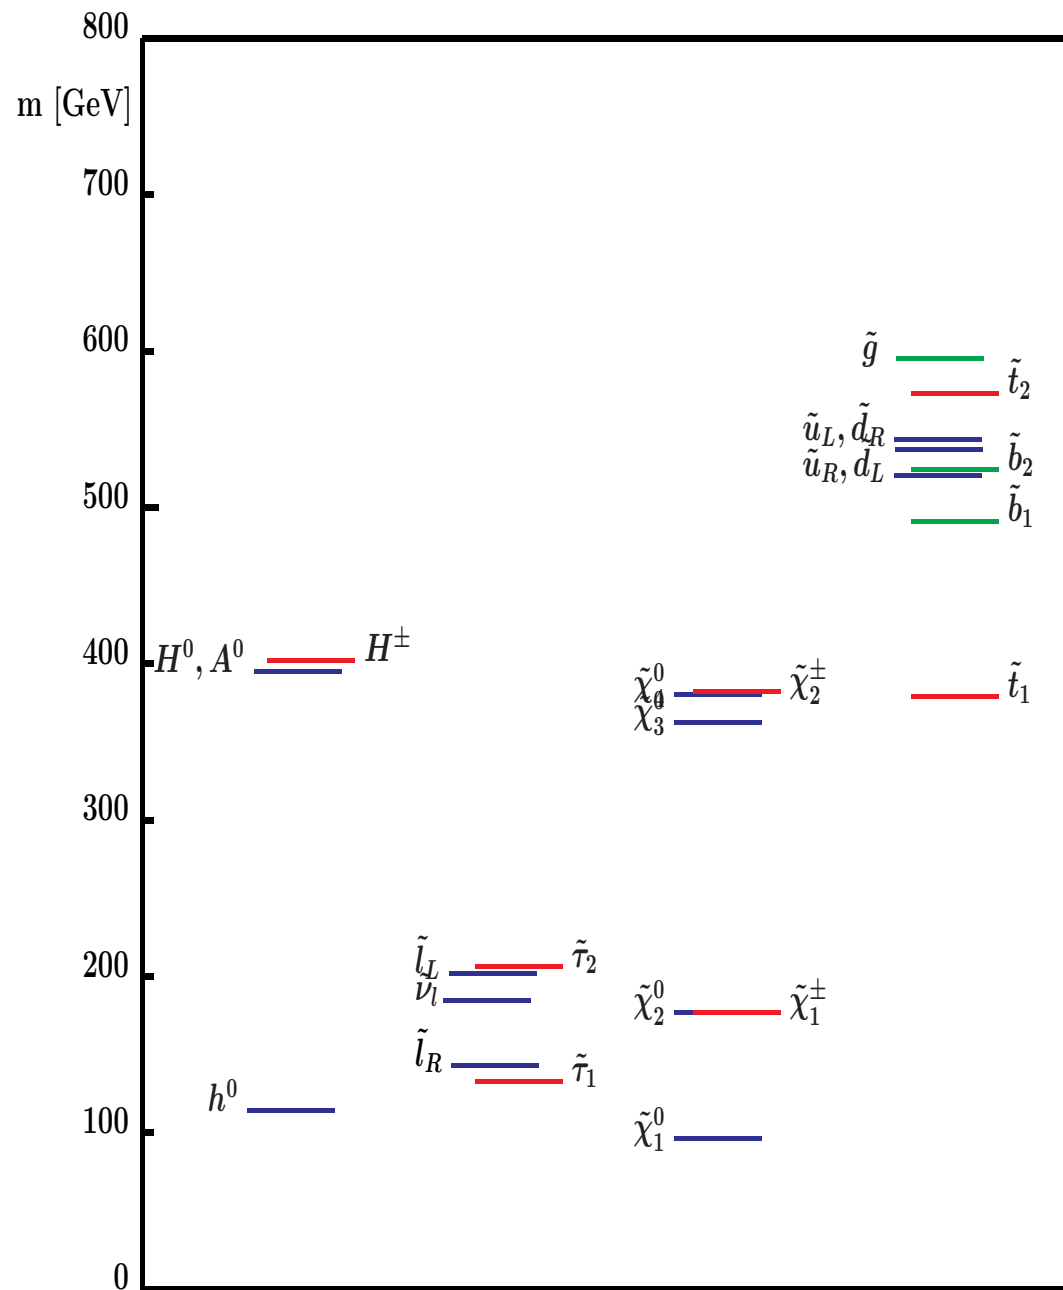 800
m [GeV]
700
600
g̃
t̃₂
ũ_L, d̃_R
b̃₂
ũ_R, d̃_L
500
b̃₁
400
H⁰, A⁰
H^±
χ̃⁰₄
χ̃^±₂
t̃₁
χ̃⁰₃
300
200
l̃_L
τ̃₂
ν̃_l
χ̃⁰₂
χ̃^±₁
l̃_R
τ̃₁
h⁰
100
χ̃⁰₁
0